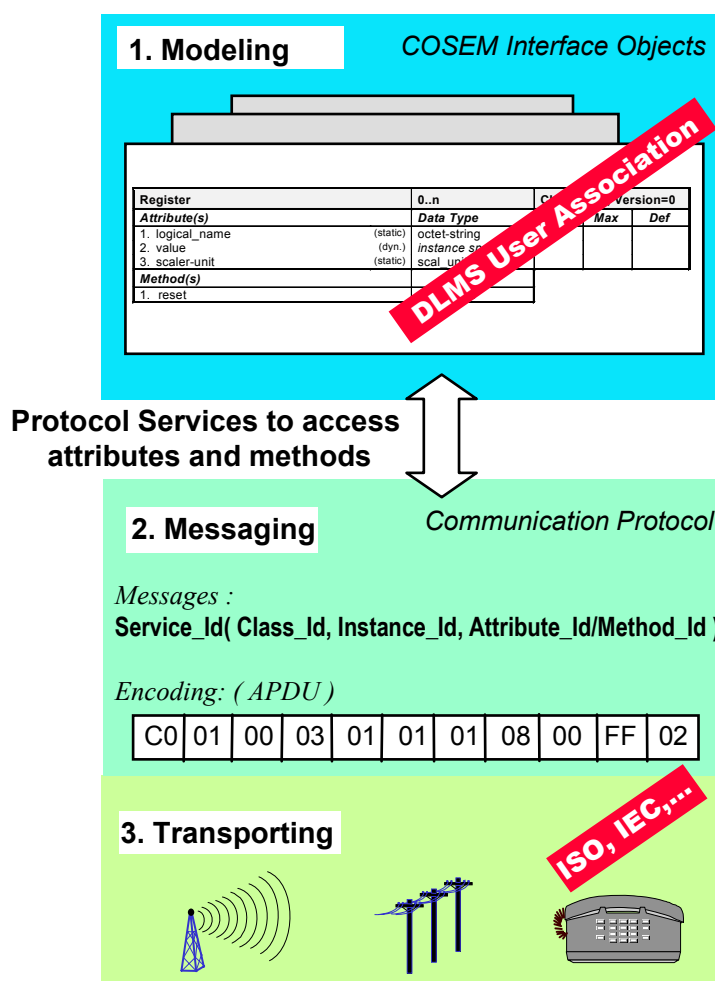 1. Modeling
COSEM Interface Objects
DLMS User Association
Register 0..n Version=0
Attribute(s) Data Type Max Def
1. logical_name (static) octet-string
2. value (dyn.) instance
3. scaler-unit (static)
Method(s)
1. reset
Protocol Services to access
attributes and methods
2. Messaging
Communication Protocol
Messages :
Service_Id( Class_Id, Instance_Id, Attribute_Id/Method_Id )
Encoding: ( APDU )
C0 01 00 03 01 01 01 08 00 FF 02
3. Transporting
ISO, IEC,...